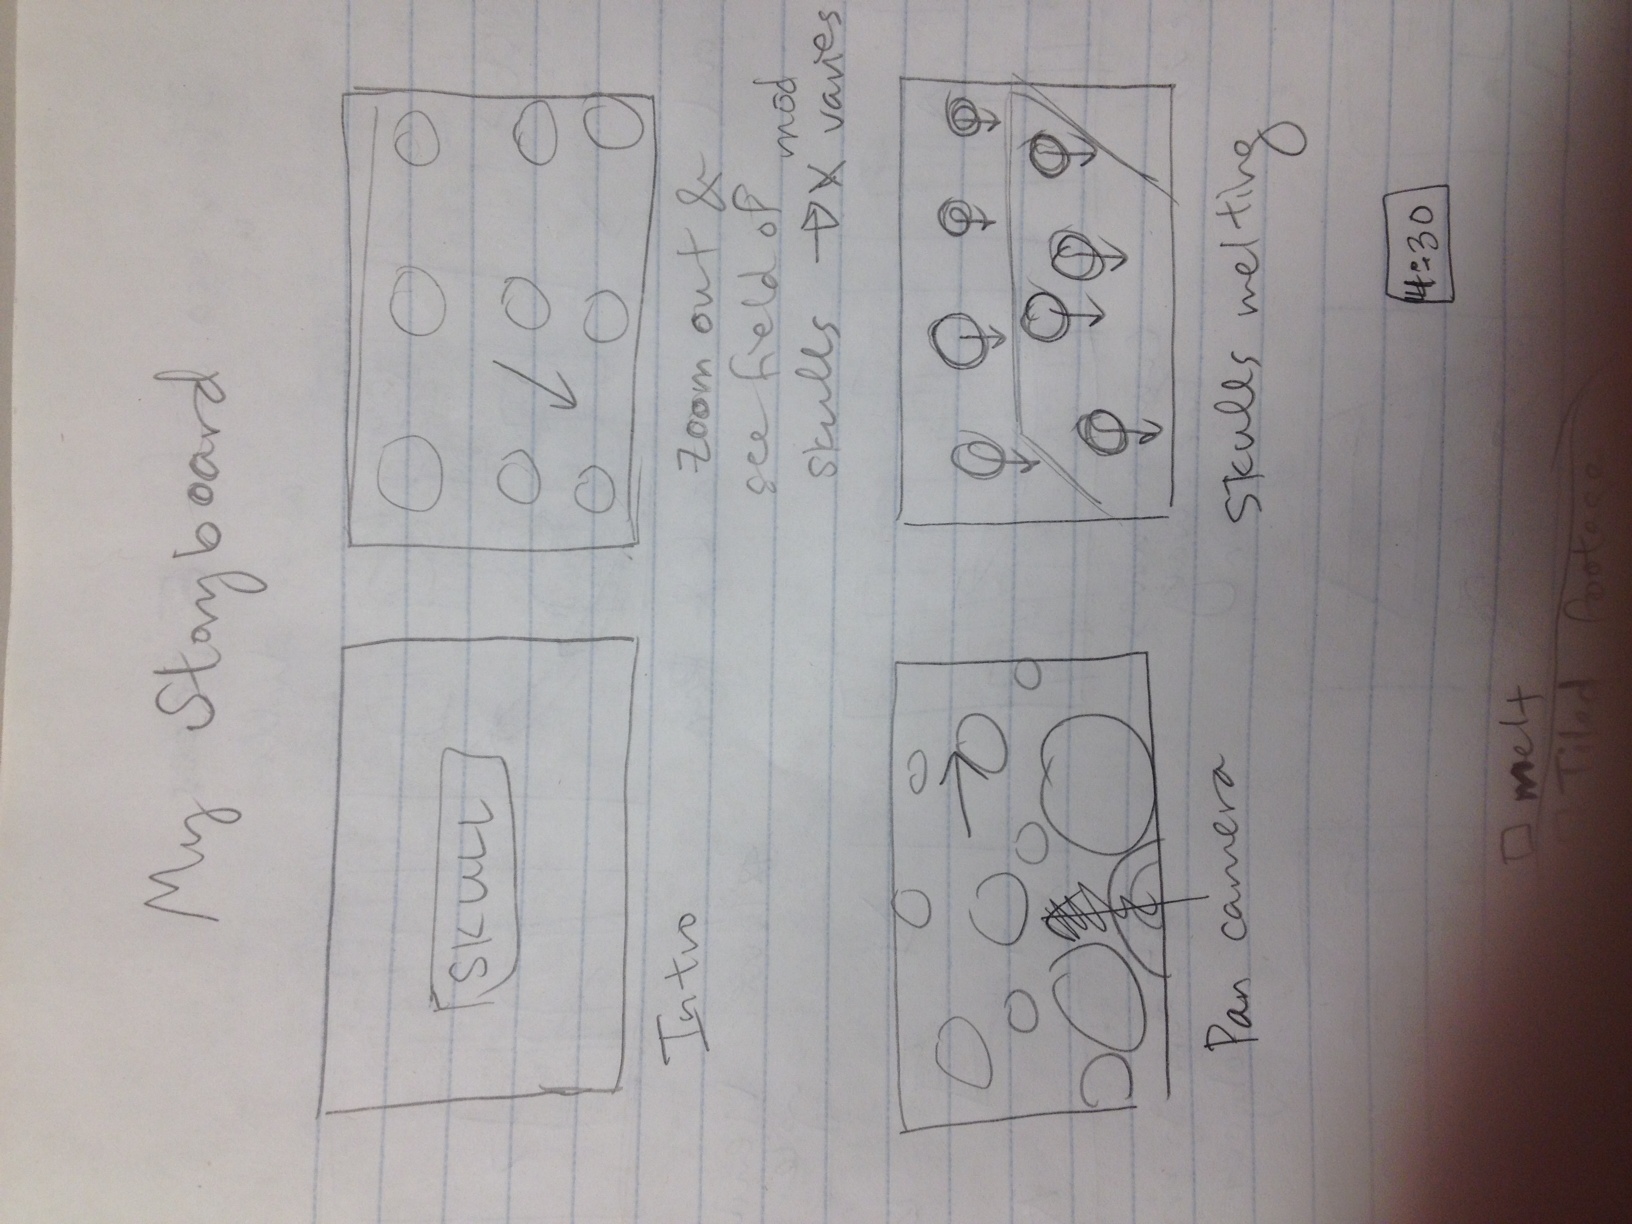 My Stoyboard
SKULL
Intro
Zoom out &
see field of
skulls → X mod varies
Pan camera
Skulls melting
4:30
melt
Tiled footage